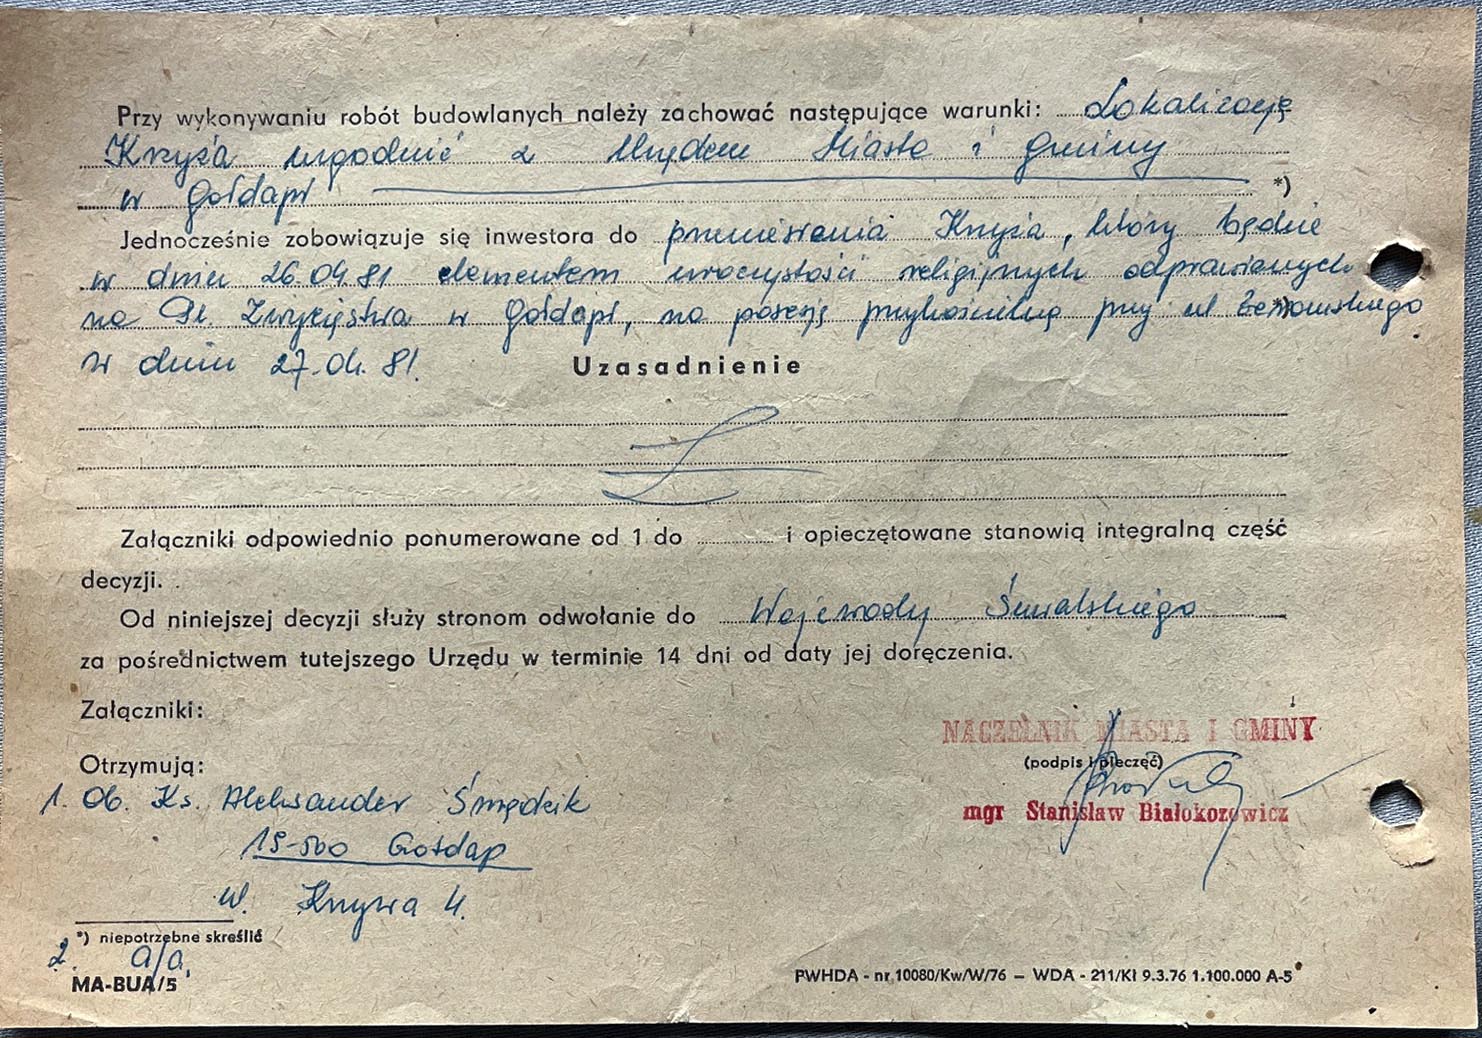 Przy wykonywaniu robót budowlanych należy zachować następujące warunki: Lokalizację
Krzyża uzgodnić z Urzędem Miasta i Gminy
w Gołdapi *)
Jednocześnie zobowiązuje się inwestora do przeniesienia Krzyża, który będzie
w dniu 26.04.81 elementem uroczystości religijnych odprawianych
na Pl. Zwycięstwa w Gołdapi, na posesję przykościelną przy ul Żeromskiego *)
w dniu 27.04.81.
Uzasadnienie
Załączniki odpowiednio ponumerowane od 1 do ........ i opieczętowane stanowią integralną część
decyzji.
Od niniejszej decyzji służy stronom odwołanie do Wojewody Suwalskiego
za pośrednictwem tutejszego Urzędu w terminie 14 dni od daty jej doręczenia.
Załączniki:
NACZELNIK MIASTA I GMINY
(podpis i pieczęć)
mgr Stanisław Białokozowicz
Otrzymują:
1. Ob. Ks. Aleksander Smędzik
19-500 Gołdap
ul. Krzywa 4.
*) niepotrzebne skreślić
2. a/a,
MA-BUA/5
PWHDA - nr 10080/Kw/W/76 – WDA - 211/Kl 9.3.76 1.100.000 A-5